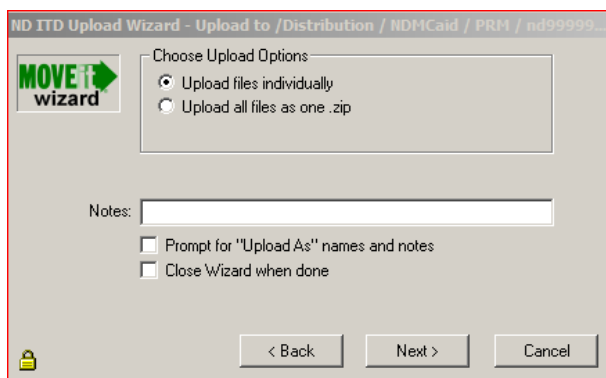 ND ITD Upload Wizard - Upload to /Distribution / NDMCaid / PRM / nd99999...
MOVEit
wizard
Choose Upload Options
Upload files individually
Upload all files as one .zip
Notes:
Prompt for "Upload As" names and notes
Close Wizard when done
< Back
Next >
Cancel